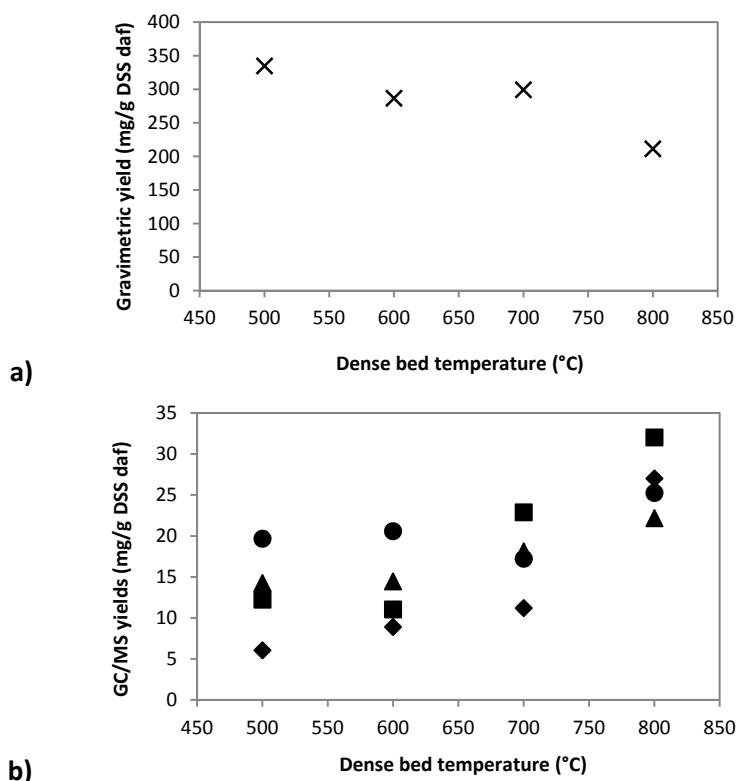 Gravimetric yield (mg/g DSS daf)
400
350
300
250
200
150
100
50
0
450 500 550 600 650 700 750 800 850
Dense bed temperature (°C)
a)
GC/MS yields (mg/g DSS daf)
35
30
25
20
15
10
5
0
450 500 550 600 650 700 750 800 850
Dense bed temperature (°C)
b)